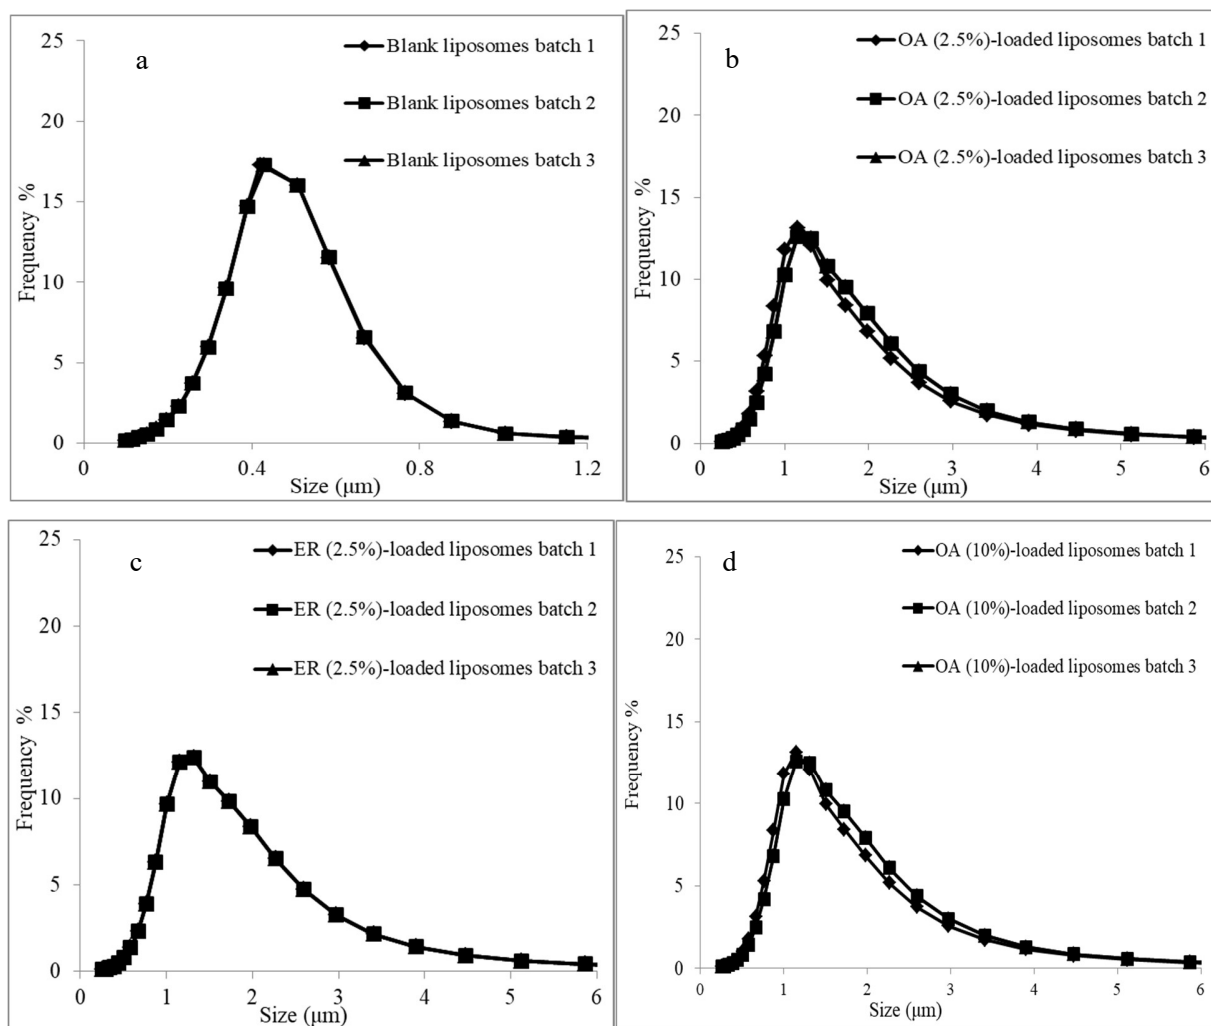 a
Blank liposomes batch 1
Blank liposomes batch 2
Blank liposomes batch 3
25
20
15
10
5
0
Frequency %
0 0.4 0.8 1.2
Size (μm)
b
OA (2.5%)-loaded liposomes batch 1
OA (2.5%)-loaded liposomes batch 2
OA (2.5%)-loaded liposomes batch 3
25
20
15
10
5
0
Frequency %
0 1 2 3 4 5 6
Size (μm)
c
ER (2.5%)-loaded liposomes batch 1
ER (2.5%)-loaded liposomes batch 2
ER (2.5%)-loaded liposomes batch 3
25
20
15
10
5
0
Frequency %
0 1 2 3 4 5 6
Size (μm)
d
OA (10%)-loaded liposomes batch 1
OA (10%)-loaded liposomes batch 2
OA (10%)-loaded liposomes batch 3
25
20
15
10
5
0
Frequency %
0 1 2 3 4 5 6
Size (μm)